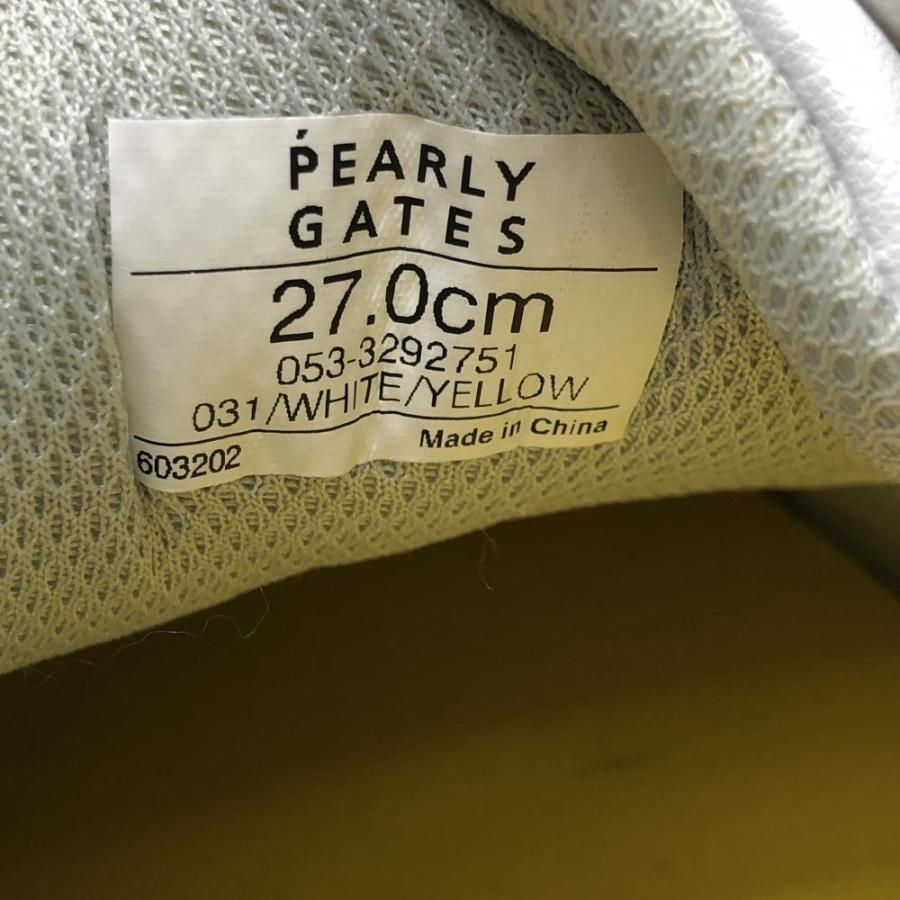 PEARLY
GATES
27.0cm
053-3292751
031/WHITE/YELLOW
603202 Made in China